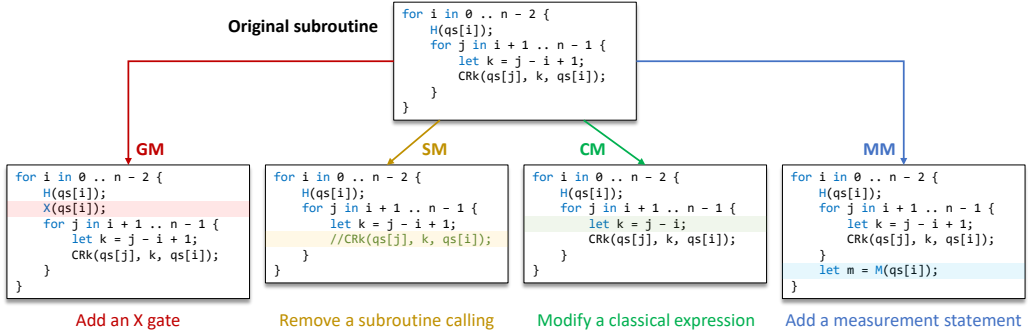 Original subroutine
for i in 0 .. n - 2 {
H(qs[i]);
for j in i + 1 .. n - 1 {
let k = j - i + 1;
CRk(qs[j], k, qs[i]);
}
}
GM
SM
CM
MM
for i in 0 .. n - 2 {
H(qs[i]);
X(qs[i]);
for j in i + 1 .. n - 1 {
let k = j - i + 1;
CRk(qs[j], k, qs[i]);
}
}
for i in 0 .. n - 2 {
H(qs[i]);
for j in i + 1 .. n - 1 {
let k = j - i + 1;
//CRk(qs[j], k, qs[i]);
}
}
for i in 0 .. n - 2 {
H(qs[i]);
for j in i + 1 .. n - 1 {
let k = j - i;
CRk(qs[j], k, qs[i]);
}
}
for i in 0 .. n - 2 {
H(qs[i]);
for j in i + 1 .. n - 1 {
let k = j - i + 1;
CRk(qs[j], k, qs[i]);
}
let m = M(qs[i]);
}
Add an X gate
Remove a subroutine calling
Modify a classical expression
Add a measurement statement